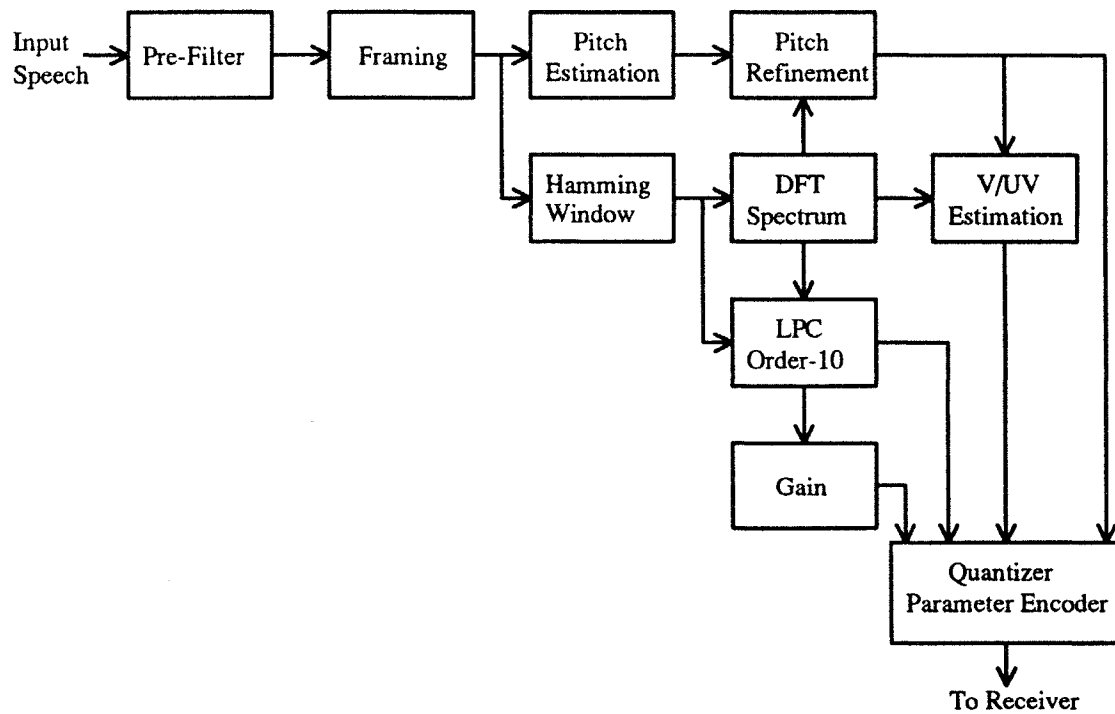 Input
Speech
Pre-Filter
Framing
Pitch
Estimation
Pitch
Refinement
Hamming
Window
DFT
Spectrum
V/UV
Estimation
LPC
Order-10
Gain
Quantizer
Parameter Encoder
To Receiver